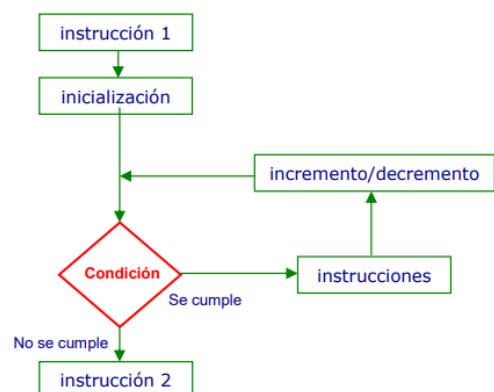 instrucción 1
inicialización
incremento/decremento
Condición
instrucciones
Se cumple
No se cumple
instrucción 2